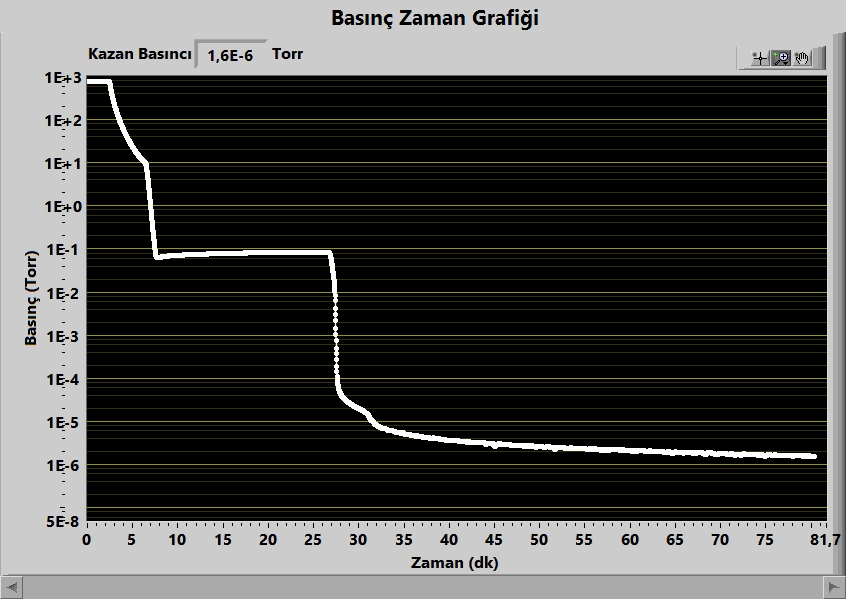 Basınç Zaman Grafiği
Kazan Basıncı 1,6E-6 Torr
1E+3
1E+2
1E+1
1E+0
1E-1
1E-2
1E-3
1E-4
1E-5
1E-6
5E-8
Basınç (Torr)
0 5 10 15 20 25 30 35 40 45 50 55 60 65 70 75 81,7
Zaman (dk)